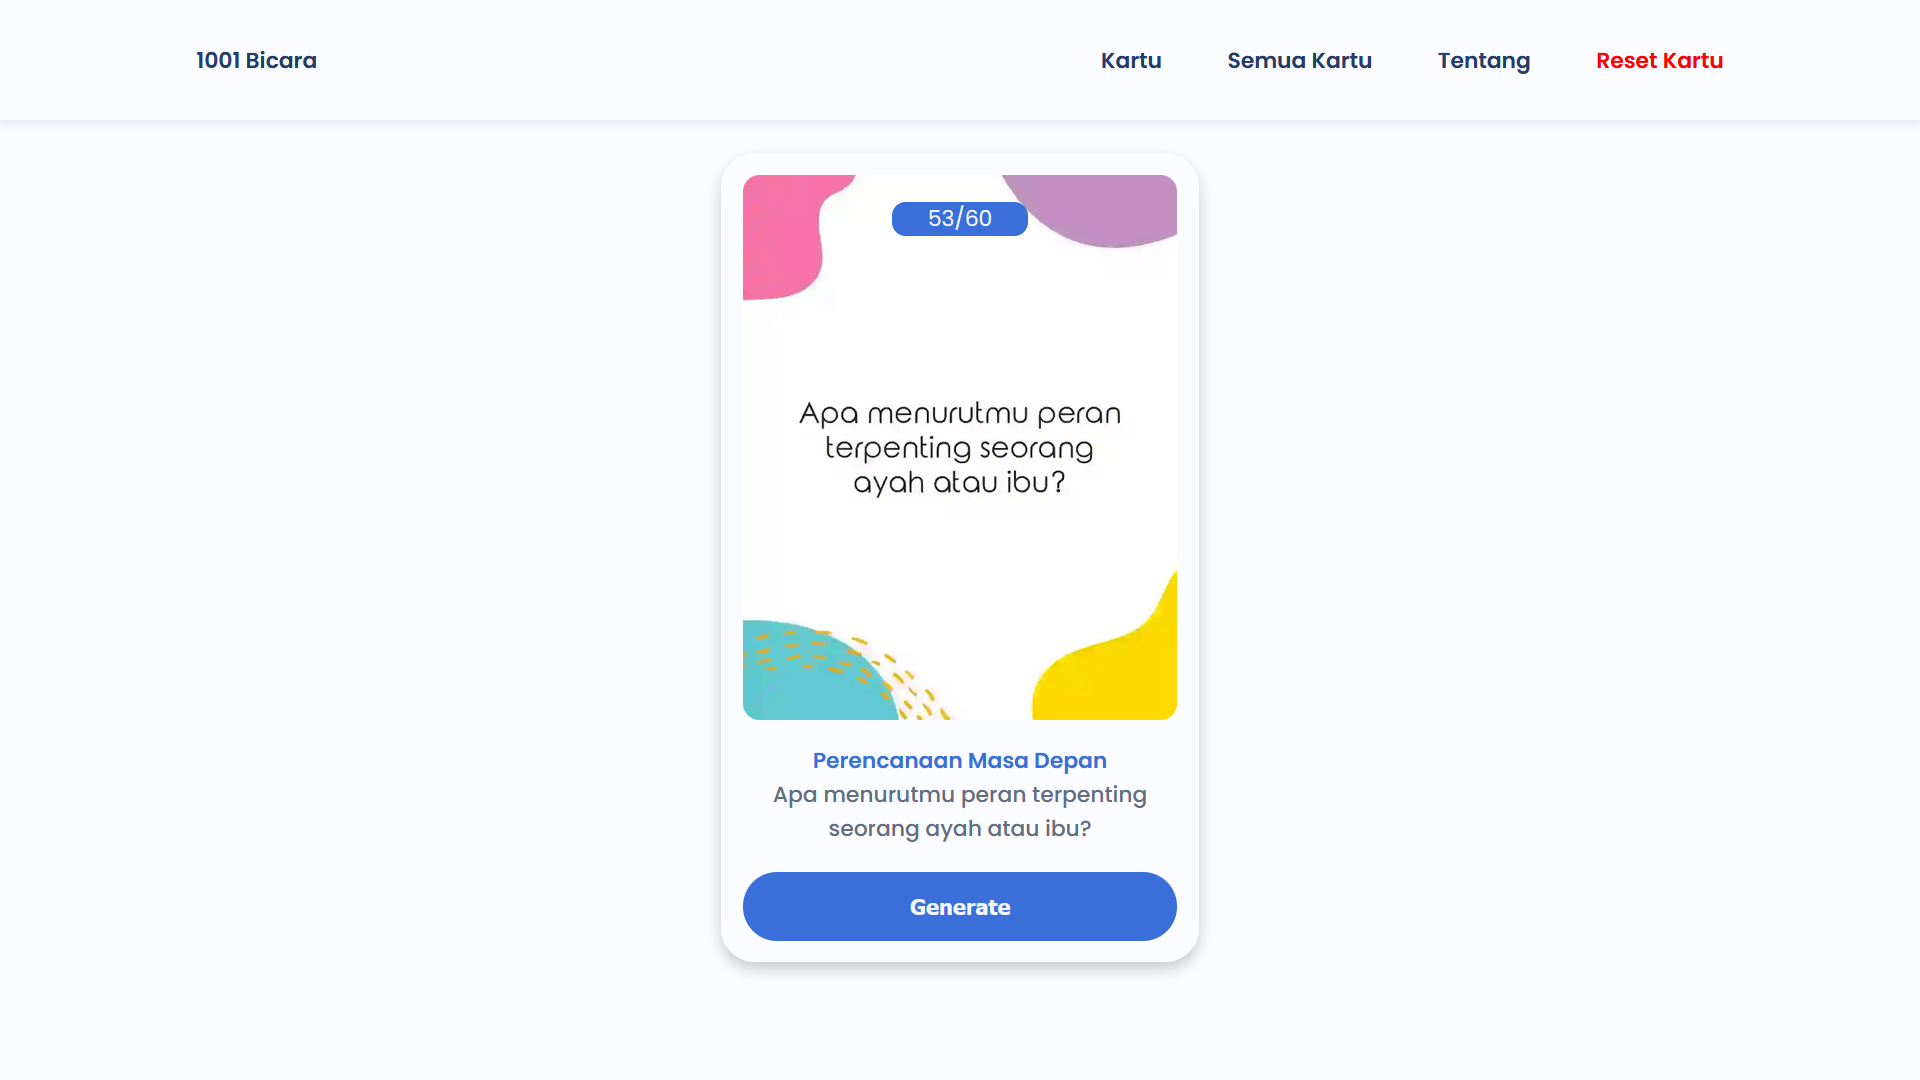 1001 Bicara
Kartu
Semua Kartu
Tentang
Reset Kartu
53/60
Apa menurutmu peran
terpenting seorang
ayah atau ibu?
Perencanaan Masa Depan
Apa menurutmu peran terpenting
seorang ayah atau ibu?
Generate